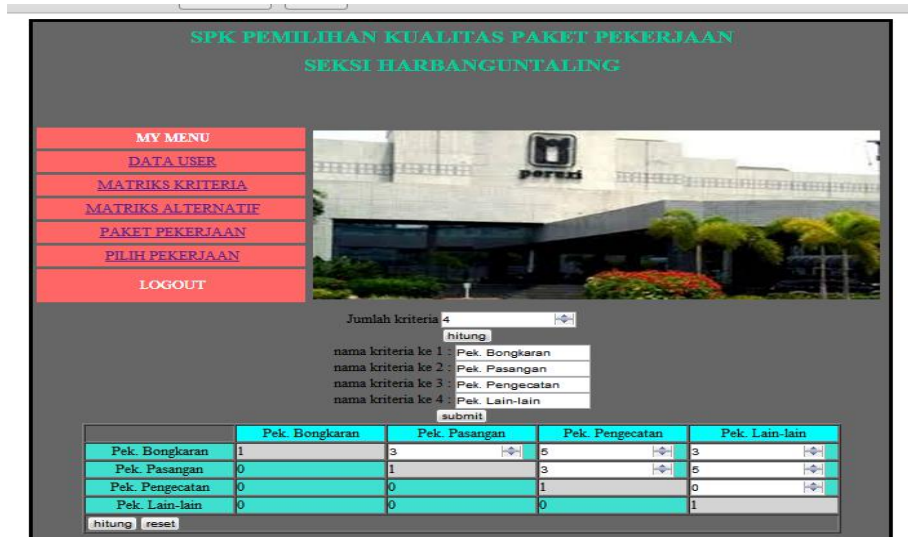 SPK PEMILIHAN KUALITAS PAKET PEKERJAAN
SEKSI HARBANGUNTALING
MY MENU
DATA USER
MATRIKS KRITERIA
MATRIKS ALTERNATIF
PAKET PEKERJAAN
PILIH PEKERJAAN
LOGOUT
peruri
Jumlah kriteria 4
hitung
nama kriteria ke 1 : Pek. Bongkaran
nama kriteria ke 2 : Pek. Pasangan
nama kriteria ke 3 : Pek. Pengecatan
nama kriteria ke 4 : Pek. Lain-lain
submit
Pek. Bongkaran Pek. Pasangan Pek. Pengecatan Pek. Lain-lain
Pek. Bongkaran 1 3 5 3
Pek. Pasangan 0 1 3 5
Pek. Pengecatan 0 0 1 0
Pek. Lain-lain 0 0 0 1
hitung reset